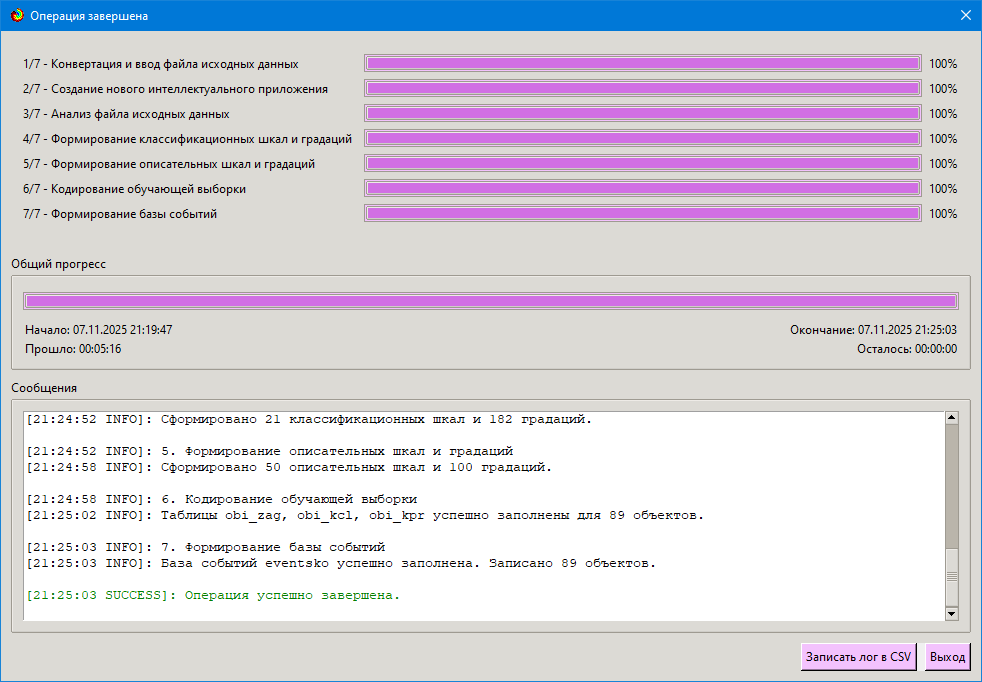 Операция завершена
1/7 - Конвертация и ввод файла исходных данных 100%
2/7 - Создание нового интеллектуального приложения 100%
3/7 - Анализ файла исходных данных 100%
4/7 - Формирование классификационных шкал и градаций 100%
5/7 - Формирование описательных шкал и градаций 100%
6/7 - Кодирование обучающей выборки 100%
7/7 - Формирование базы событий 100%
Общий прогресс
Начало: 07.11.2025 21:19:47 Окончание: 07.11.2025 21:25:03
Прошло: 00:05:16 Осталось: 00:00:00
Сообщения
[21:24:52 INFO]: Сформировано 21 классификационных шкал и 182 градаций.
[21:24:52 INFO]: 5. Формирование описательных шкал и градаций
[21:24:58 INFO]: Сформировано 50 описательных шкал и 100 градаций.
[21:24:58 INFO]: 6. Кодирование обучающей выборки
[21:25:02 INFO]: Таблицы obi_zag, obi_kcl, obi_kpr успешно заполнены для 89 объектов.
[21:25:03 INFO]: 7. Формирование базы событий
[21:25:03 INFO]: База событий eventsko успешно заполнена. Записано 89 объектов.
[21:25:03 SUCCESS]: Операция успешно завершена.
Записать лог в CSV Выход